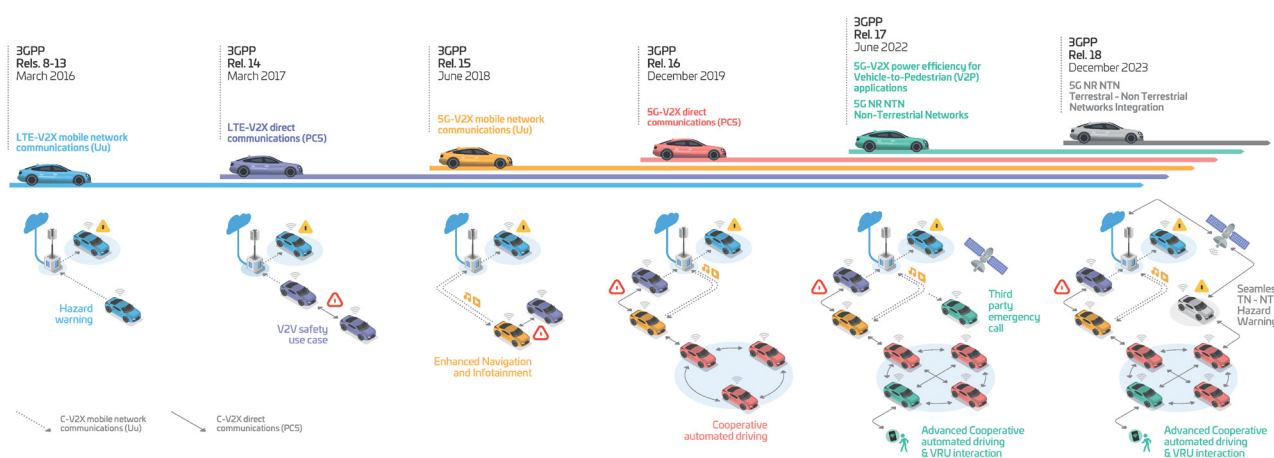 3GPP
Rels. 8-13
March 2016
LTE-V2X mobile network
communications (Uu)
3GPP
Rel. 14
March 2017
LTE-V2X direct
communications (PC5)
3GPP
Rel. 15
June 2018
5G-V2X mobile network
communications (Uu)
3GPP
Rel. 16
December 2019
5G-V2X direct
communications (PC5)
3GPP
Rel. 17
June 2022
5G-V2X power efficiency for
Vehicle-to-Pedestrian (V2P)
applications
5G NR NTN
Non-Terrestrial Networks
3GPP
Rel. 18
December 2023
5G NR NTN
Terrestral - Non Terrestrial
Networks Integration
Hazard
warning
V2V safety
use case
Enhanced Navigation
and Infotainment
Cooperative
automated driving
Third
party
emergency
call
Advanced Cooperative
automated driving
& VRU interaction
Seamles
TN - NT
Hazard
Warning
Advanced Cooperative
automated driving
& VRU interaction
C-V2X mobile network
communications (Uu)
C-V2X direct
communications (PC5)